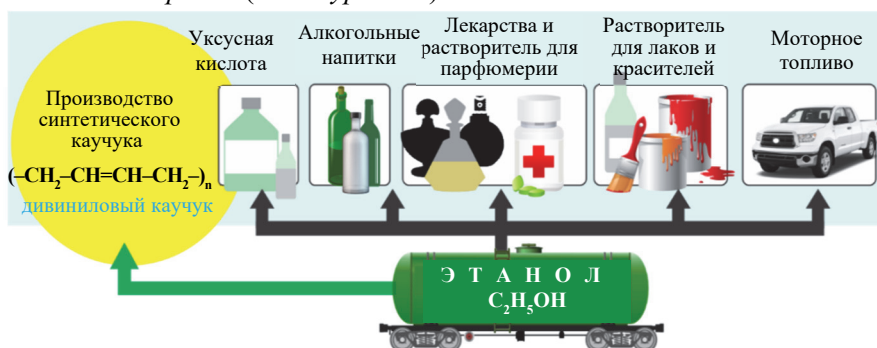 Уксусная
кислота
Алкогольные
напитки
Лекарства и
растворитель для
парфюмерии
Растворитель
для лаков и
красителей
Моторное
топливо
Производство
синтетического
каучука
(–CH₂–CH=CH–CH₂–)ₙ
дивиниловый каучук
Э Т А Н О Л
C₂H₅OH